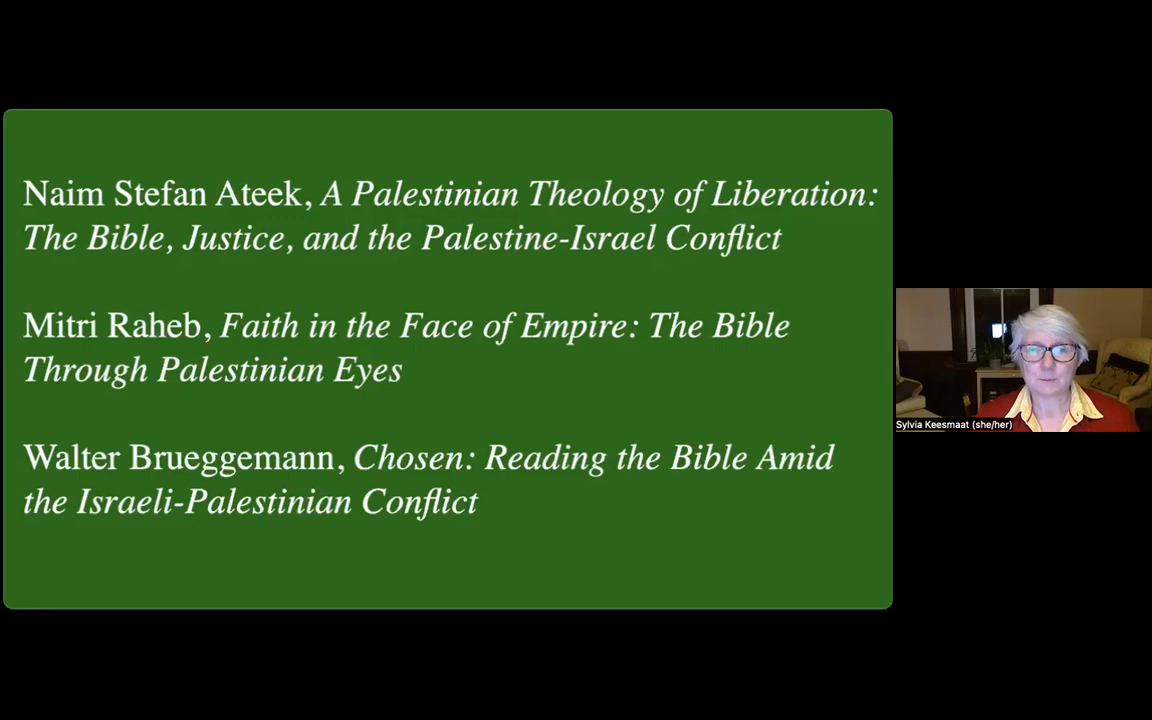 Naim Stefan Ateek, A Palestinian Theology of Liberation:
The Bible, Justice, and the Palestine-Israel Conflict
Mitri Raheb, Faith in the Face of Empire: The Bible
Through Palestinian Eyes
Walter Brueggemann, Chosen: Reading the Bible Amid
the Israeli-Palestinian Conflict
Sylvia Keesmaat (she/her)